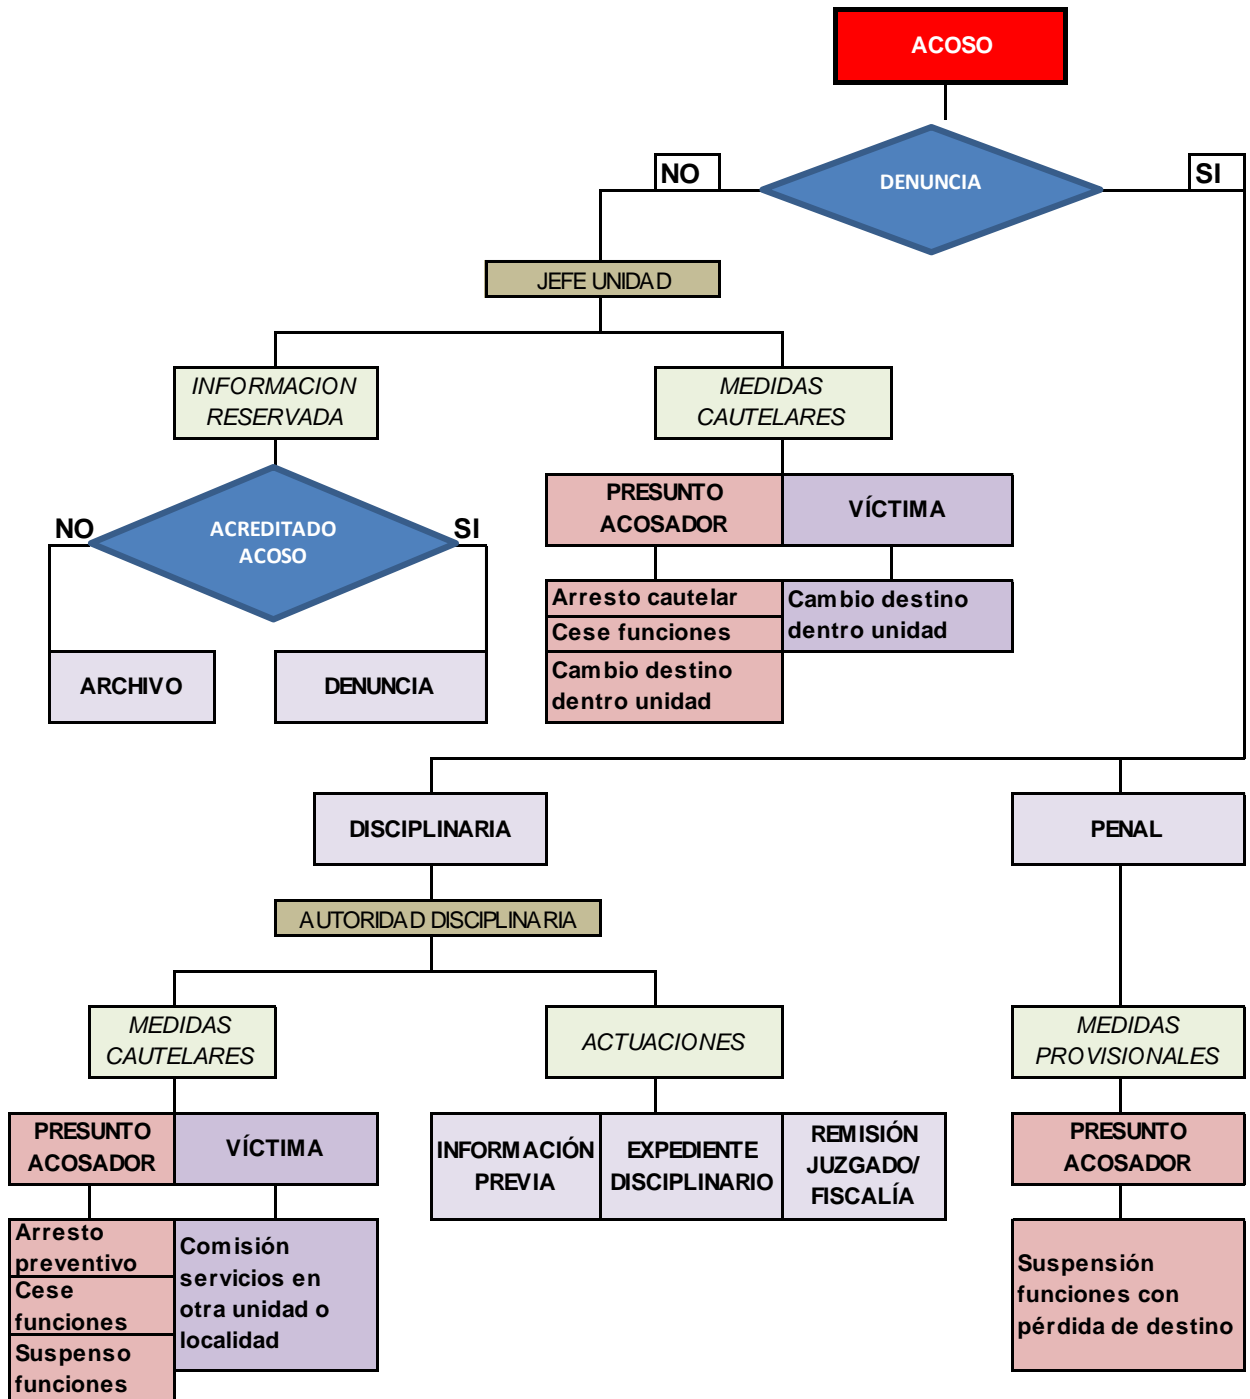 ACOSO
DENUNCIA
NO
SI
JEFE UNIDAD
INFORMACION
RESERVADA
MEDIDAS
CAUTELARES
PRESUNTO
ACOSADOR
VÍCTIMA
NO
ACREDITADO
ACOSO
SI
Arresto cautelar
Cese funciones
Cambio destino
dentro unidad
Cambio destino
dentro unidad
ARCHIVO
DENUNCIA
DISCIPLINARIA
PENAL
AUTORIDAD DISCIPLINARIA
MEDIDAS
CAUTELARES
ACTUACIONES
MEDIDAS
PROVISIONALES
PRESUNTO
ACOSADOR
VÍCTIMA
INFORMACIÓN
PREVIA
EXPEDIENTE
DISCIPLINARIO
REMISIÓN
JUZGADO/
FISCALÍA
PRESUNTO
ACOSADOR
Arresto
preventivo
Cese
funciones
Suspenso
funciones
Comisión
servicios en
otra unidad o
localidad
Suspensión
funciones con
pérdida de destino